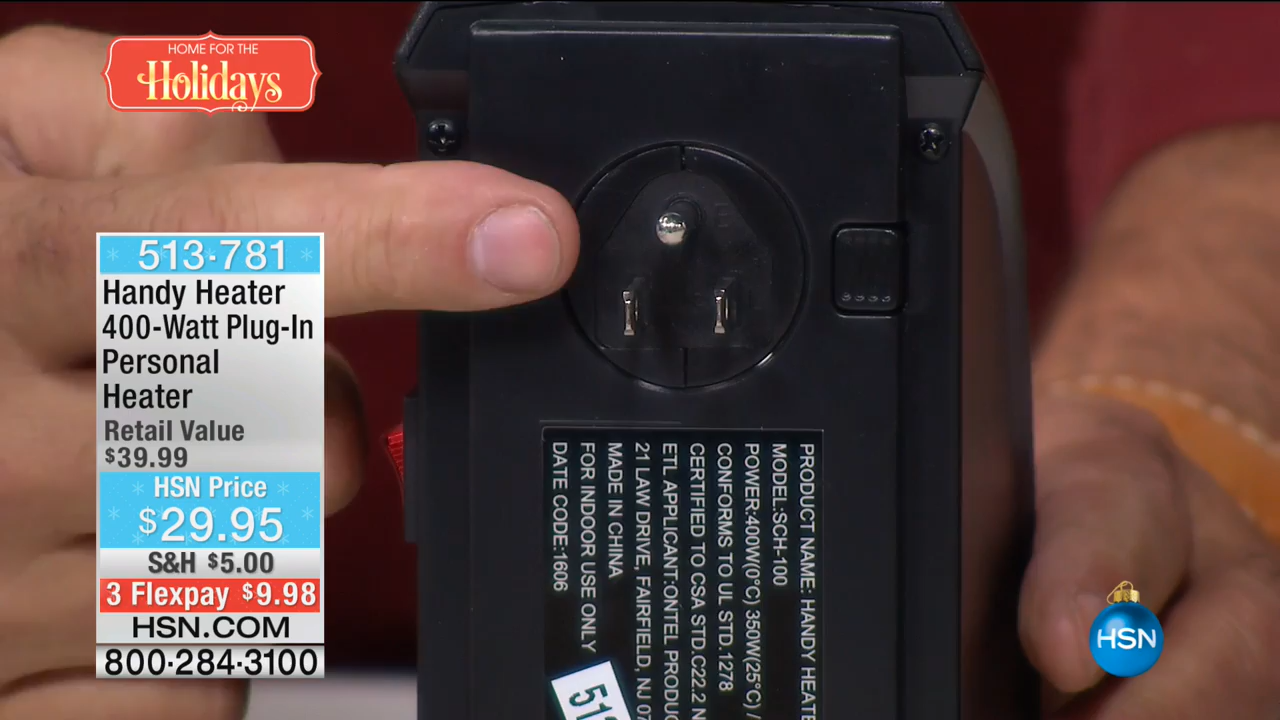 HOME FOR THE
Holidays
513-781
Handy Heater
400-Watt Plug-In
Personal
Heater
Retail Value
$39.99
HSN Price
$29.95
S&H $5.00
3 Flexpay $9.98
HSN.COM
800-284-3100
PRODUCT NAME: HANDY HEATE
MODEL:SCH-100
POWER:400W(0°C) 350W(25°C) /
CONFORMS TO UL STD.1278
CERTIFIED TO CSA STD.C22.2 N
ETL APPLICANT:ONTEL PRODUC
21 LAW DRIVE, FAIRFIELD, NJ 07
MADE IN CHINA
FOR INDOOR USE ONLY
DATE CODE:1606
HSN